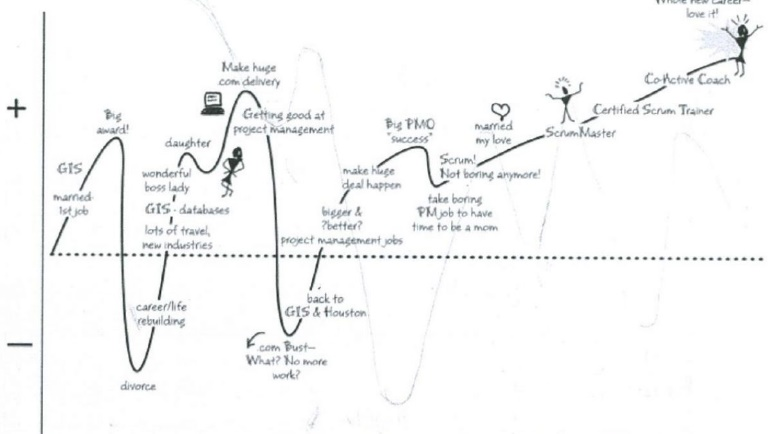 Whole new career—
love it!
+
Big
award!
GIS
married
1st job
divorce
career/life
rebuilding
lots of travel,
new industries
GIS - databases
wonderful
boss lady
daughter
Make huge
com delivery
Getting good at
project management
.com Bust—
What? No more
work?
back to
GIS & Houston
bigger &
?better?
project management jobs
make huge
deal happen
Big PMO
"success"
take boring
PM job to have
time to be a mom
Scrum!
Not boring anymore!
married
my love
ScrumMaster
Certified Scrum Trainer
Co-Active Coach
—